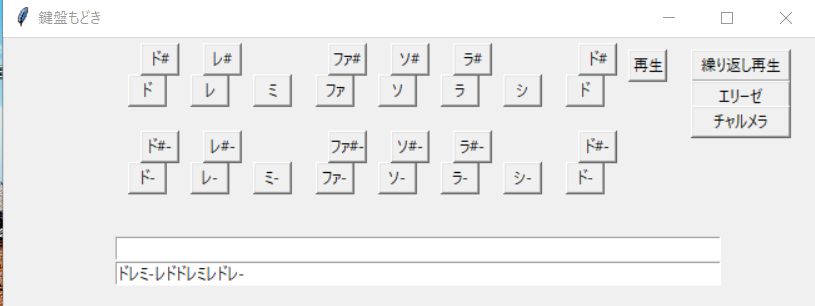 鍵盤もどき
ド# レ# ファ# ソ# ラ# ド# 再生 繰り返し再生
ド レ ミ ファ ソ ラ シ ド エリーゼ
チャルメラ
ド#- レ#- ファ#- ソ#- ラ#- ド#-
ド- レ- ミ- ファ- ソ- ラ- シ- ド-
ドレミ-レドドレミレドレ-